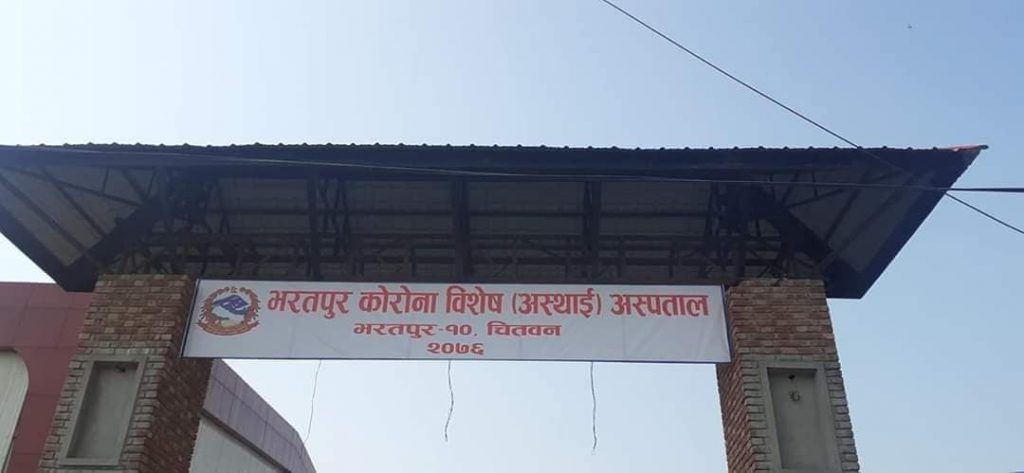 भरतपुर कोरोना विशेष (अस्थाई) अस्पताल
भरतपुर-१०, चितवन
२०७६